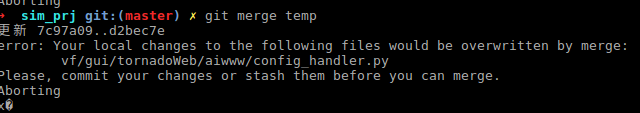 Aborting
→ sim_prj git:(master) ✗ git merge temp
更新 7c97a09..d2bec7e
error: Your local changes to the following files would be overwritten by merge:
vf/gui/tornadoWeb/aiwww/config_handler.py
Please, commit your changes or stash them before you can merge.
Aborting
x�